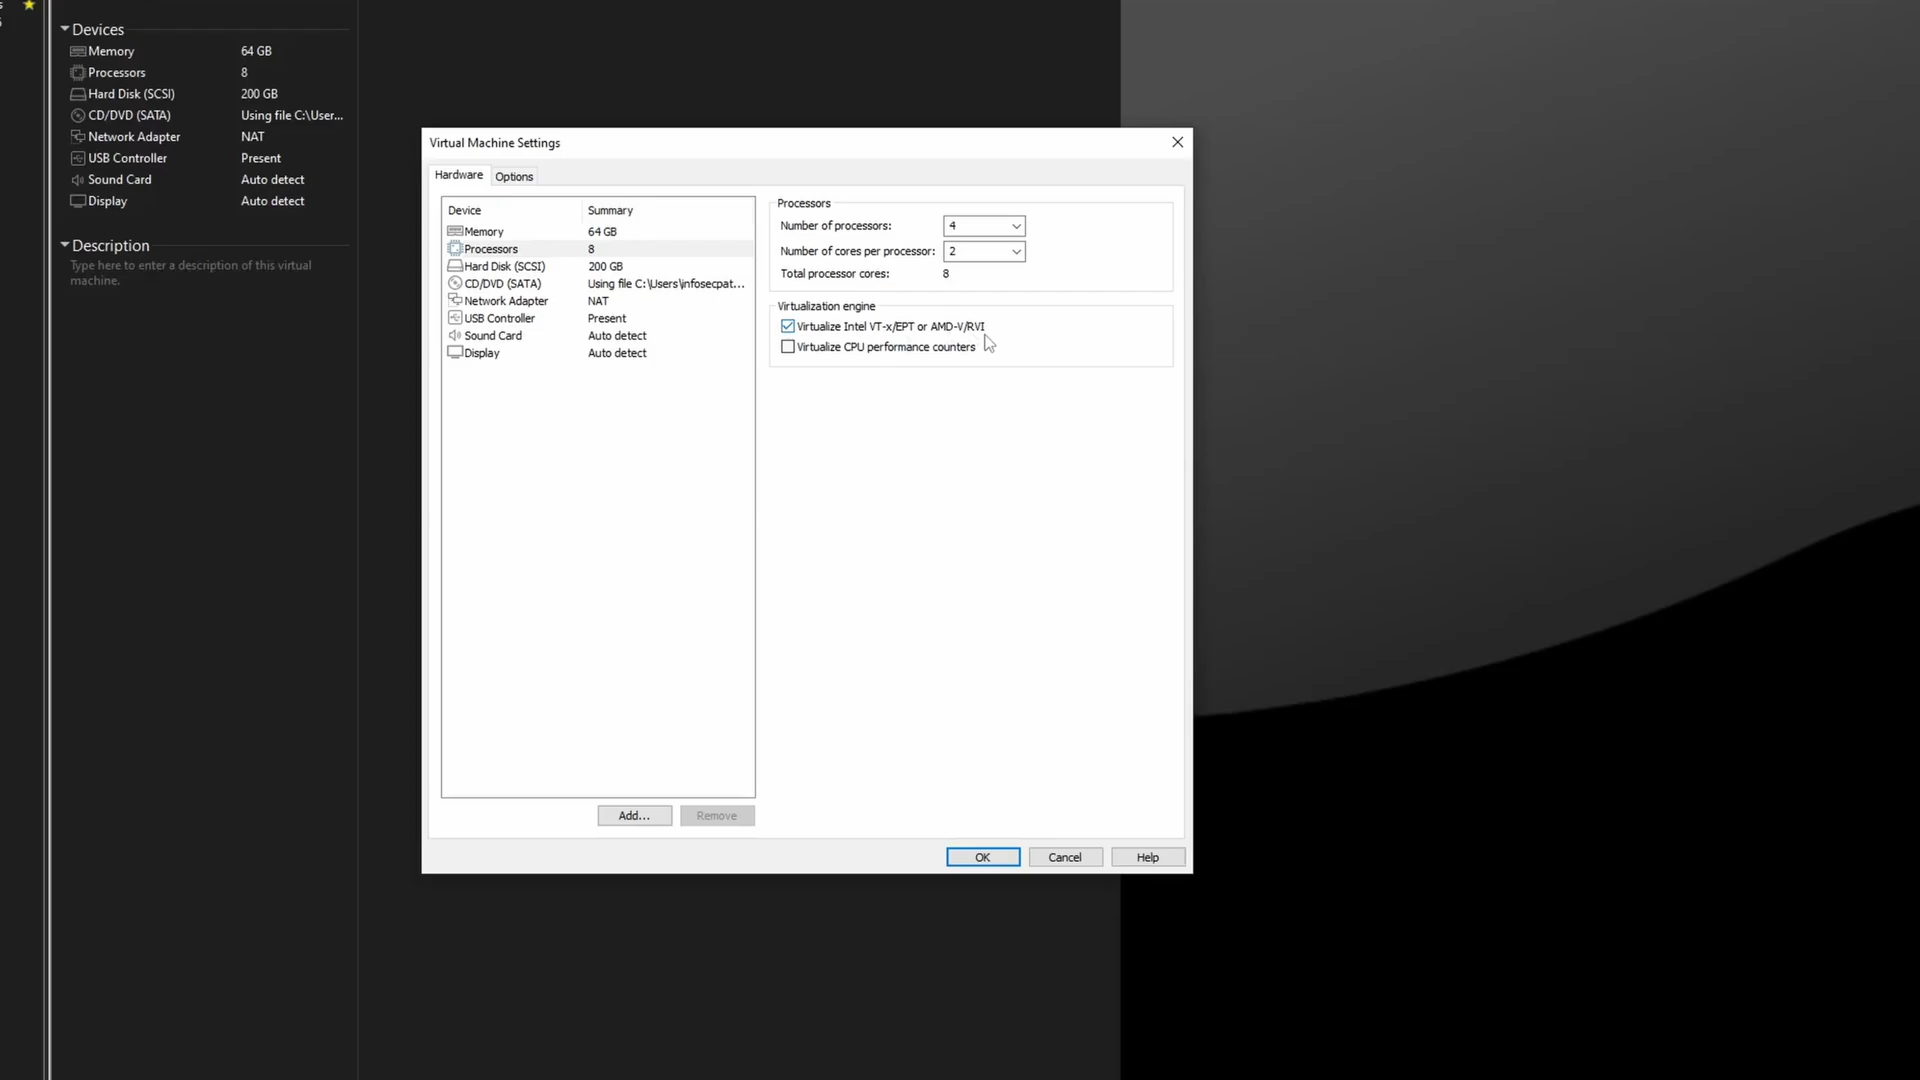 Devices
Memory 64 GB
Processors 8
Hard Disk (SCSI) 200 GB
CD/DVD (SATA) Using file C:\User...
Network Adapter NAT
USB Controller Present
Sound Card Auto detect
Display Auto detect
Description
Type here to enter a description of this virtual
machine.
Virtual Machine Settings
Hardware Options
Device Summary
Memory 64 GB
Processors 8
Hard Disk (SCSI) 200 GB
CD/DVD (SATA) Using file C:\Users\infosecpat...
Network Adapter NAT
USB Controller Present
Sound Card Auto detect
Display Auto detect
Add... Remove
Processors
Number of processors: 4
Number of cores per processor: 2
Total processor cores: 8
Virtualization engine
Virtualize Intel VT-x/EPT or AMD-V/RVI
Virtualize CPU performance counters
OK Cancel Help